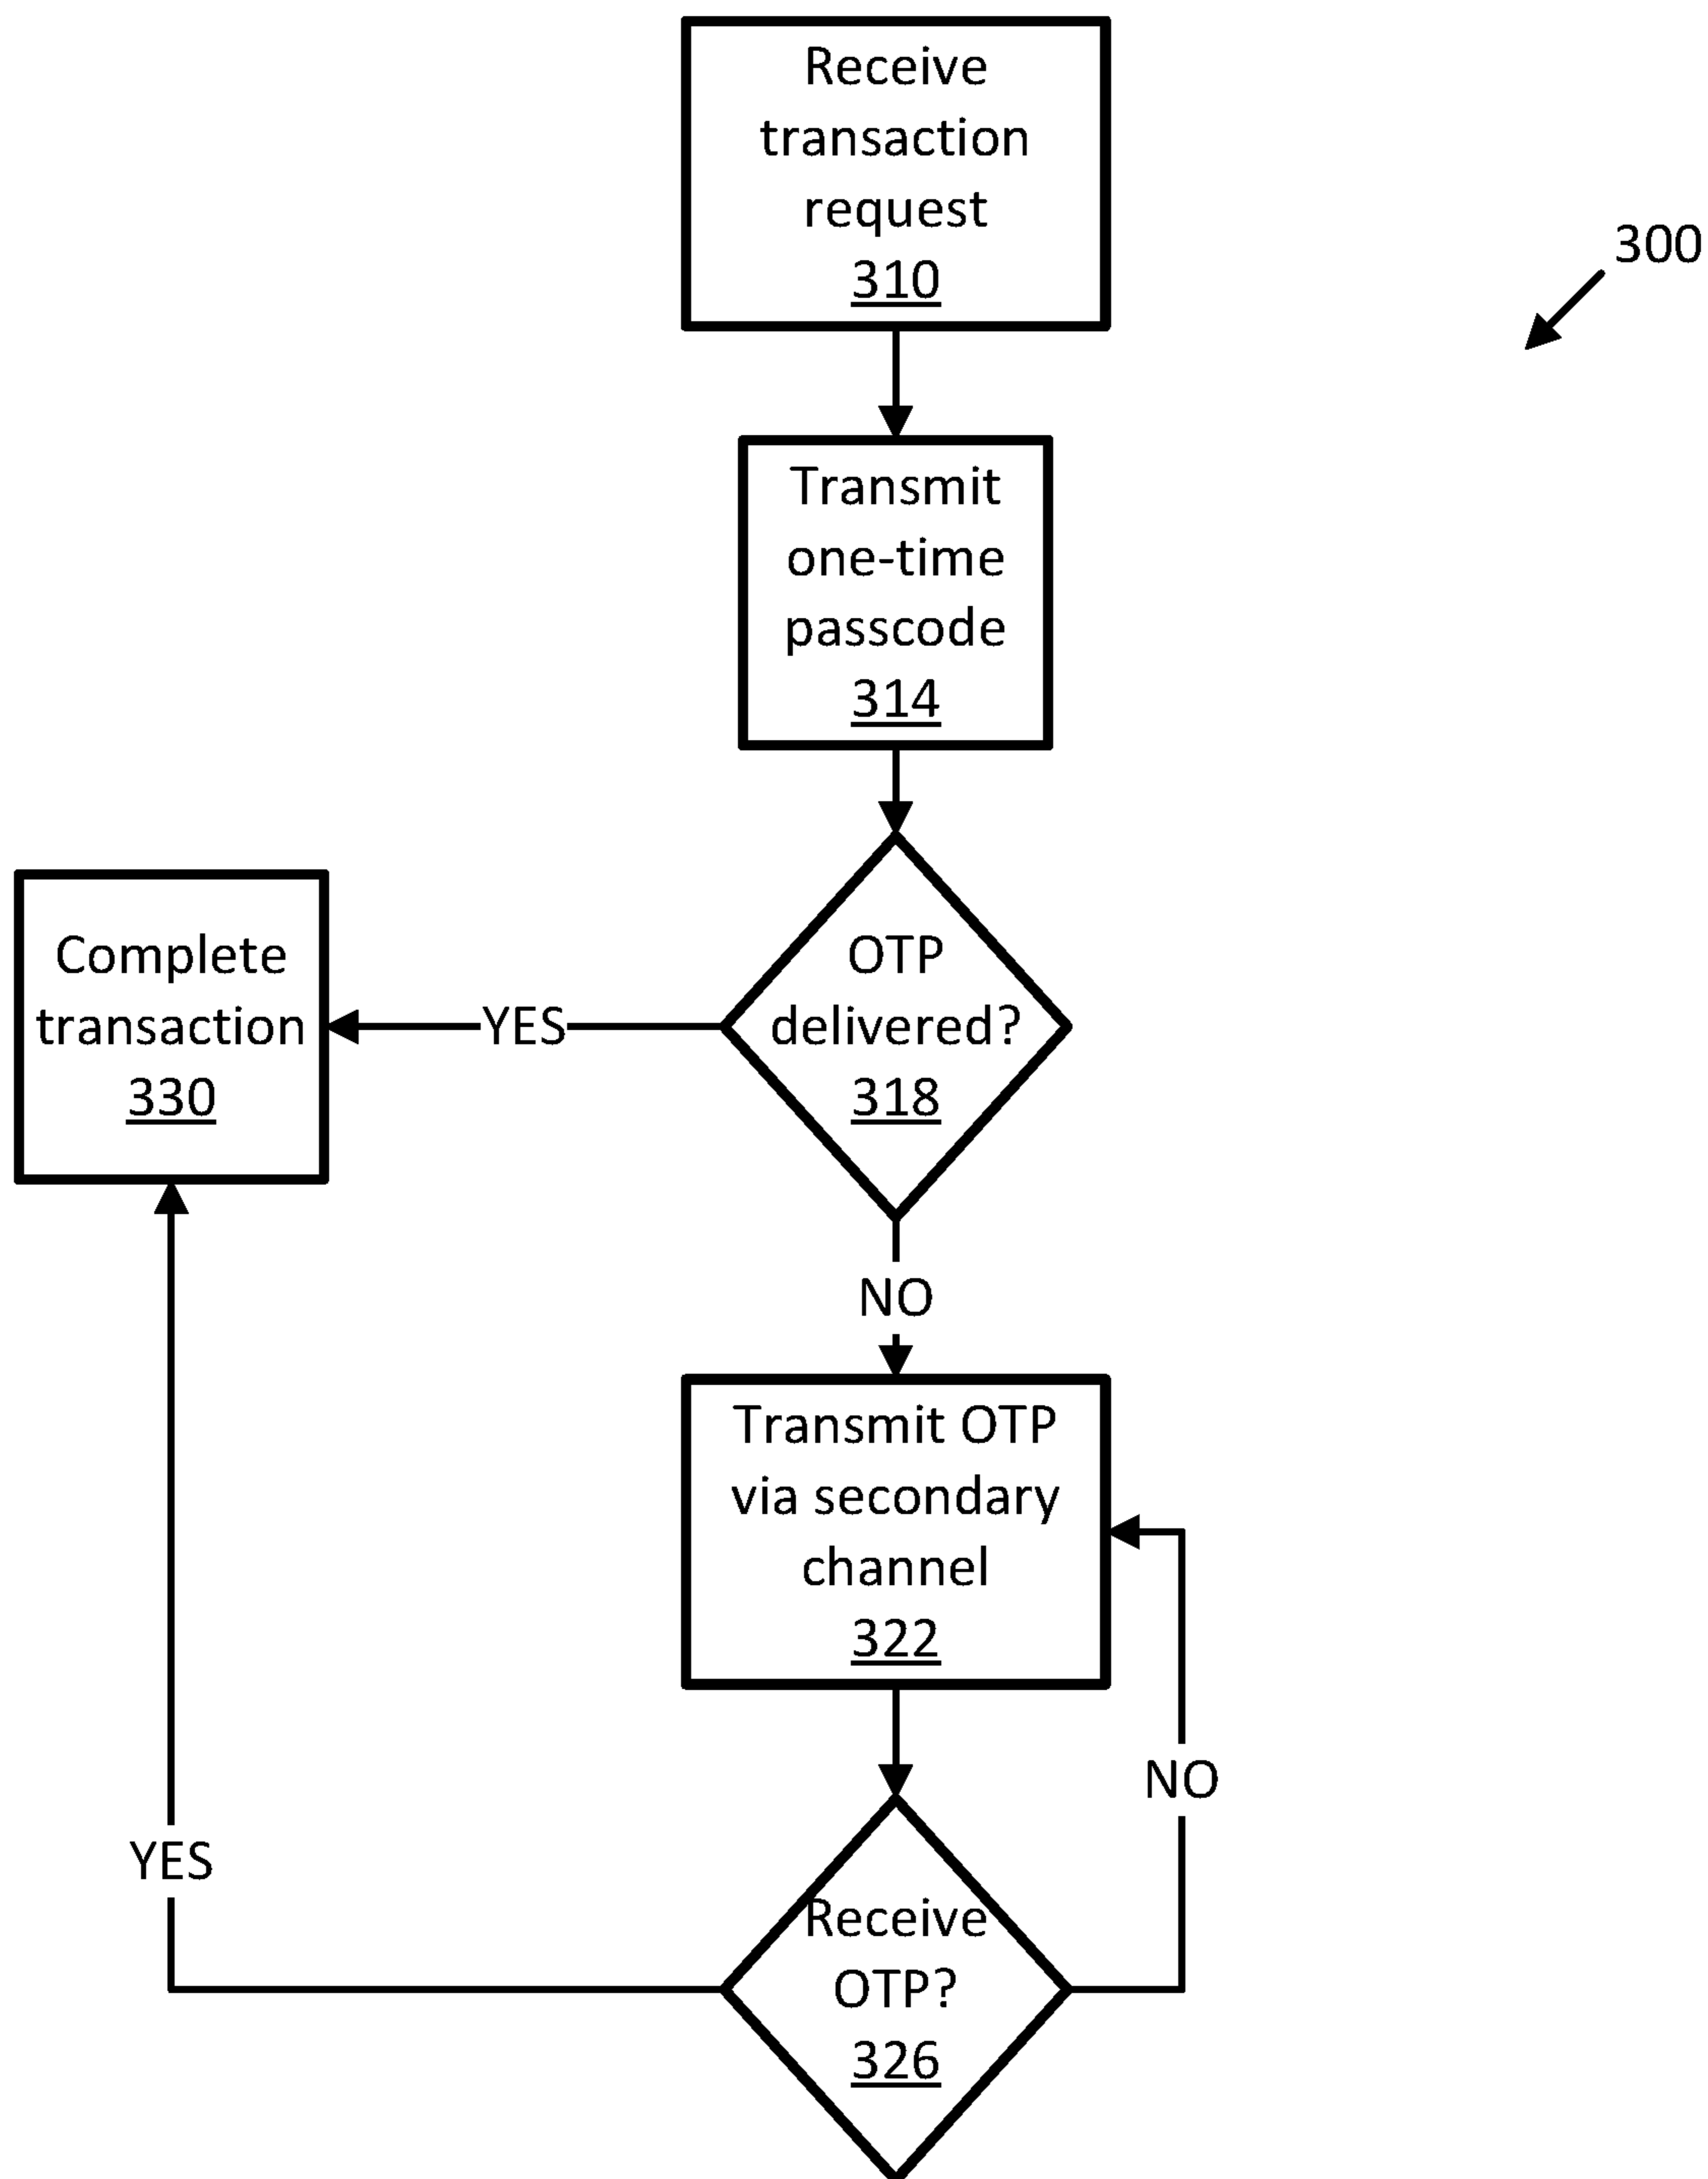 Receive
transaction
request
310
300
Transmit
one-time
passcode
314
OTP
delivered?
318
YES
Complete
transaction
330
NO
Transmit OTP
via secondary
channel
322
NO
YES
Receive
OTP?
326